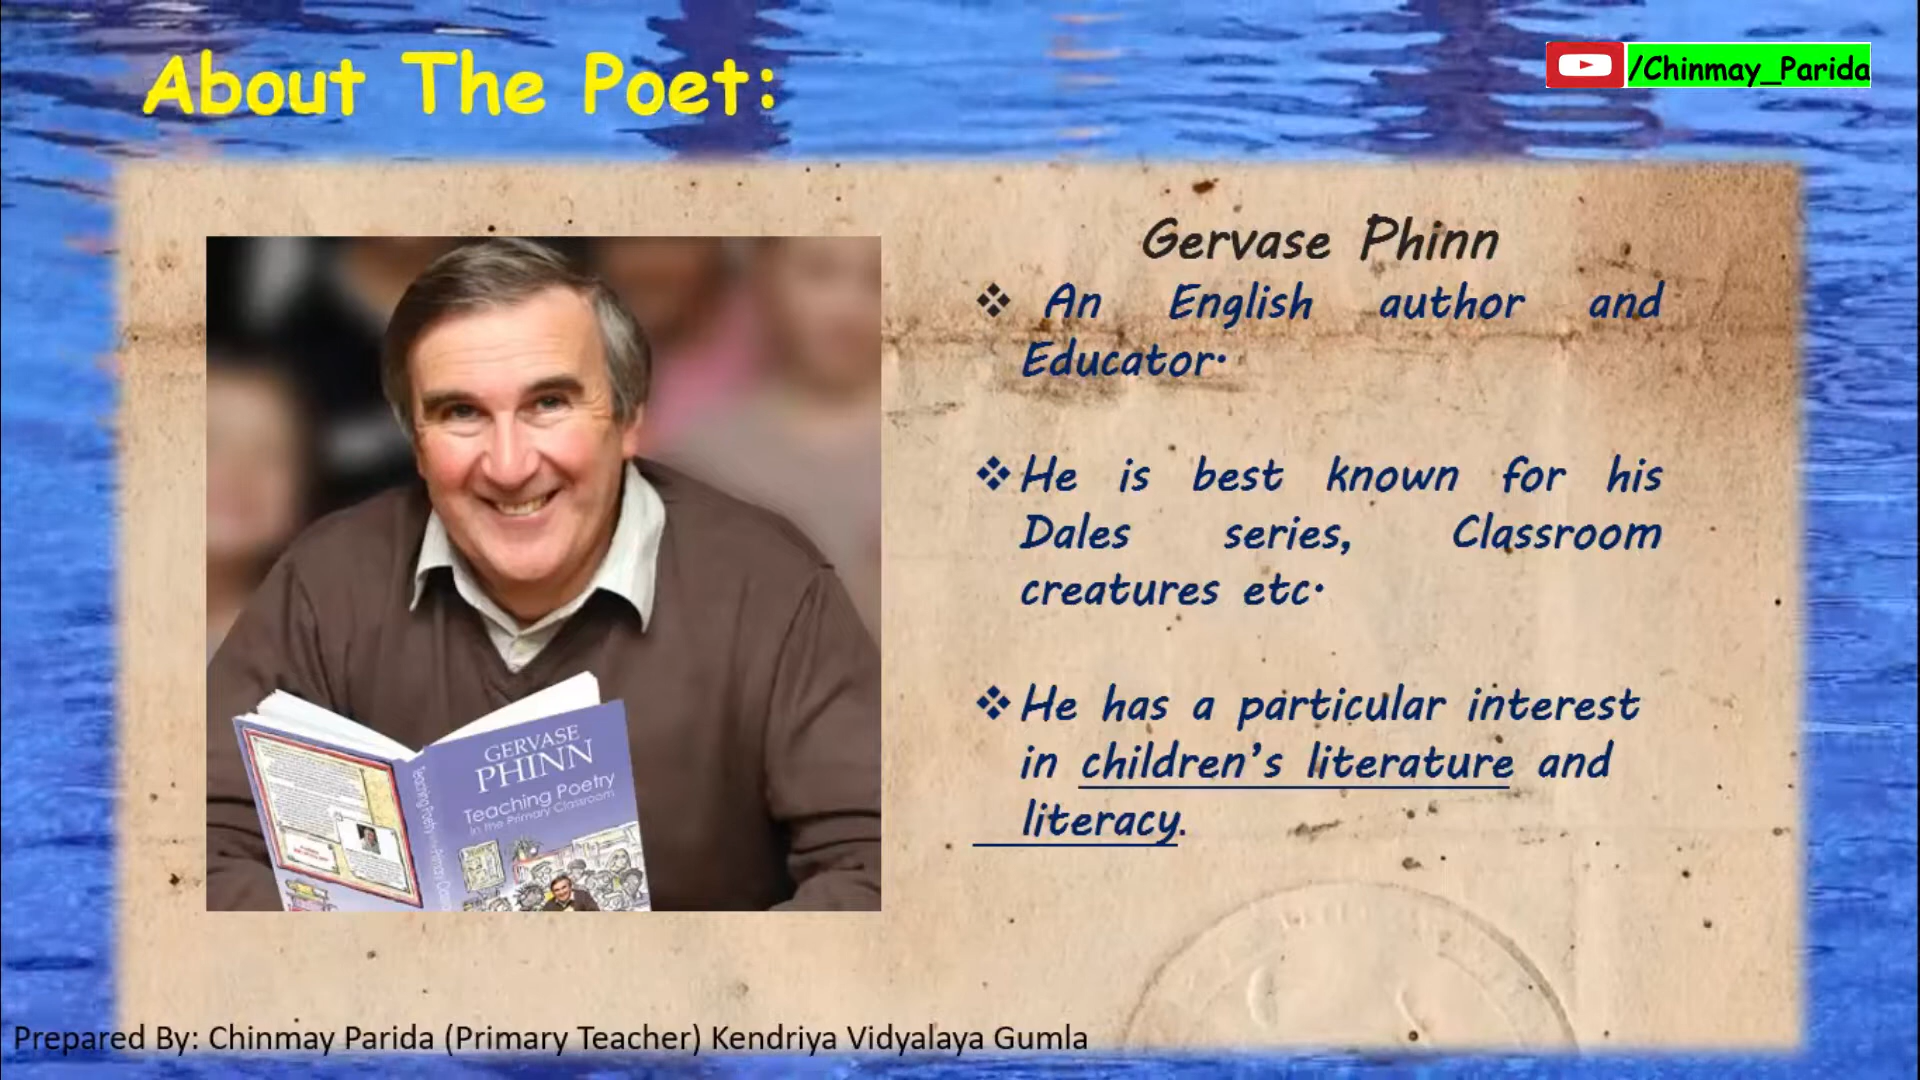 About The Poet:
/Chinmay_Parida
Gervase Phinn
❖ An English author and
Educator.
❖ He is best known for his
Dales series, Classroom
creatures etc.
❖ He has a particular interest
in children's literature and
literacy.
GERVASE
PHINN
Teaching Poetry
in the Primary Classroom
Prepared By: Chinmay Parida (Primary Teacher) Kendriya Vidyalaya Gumla